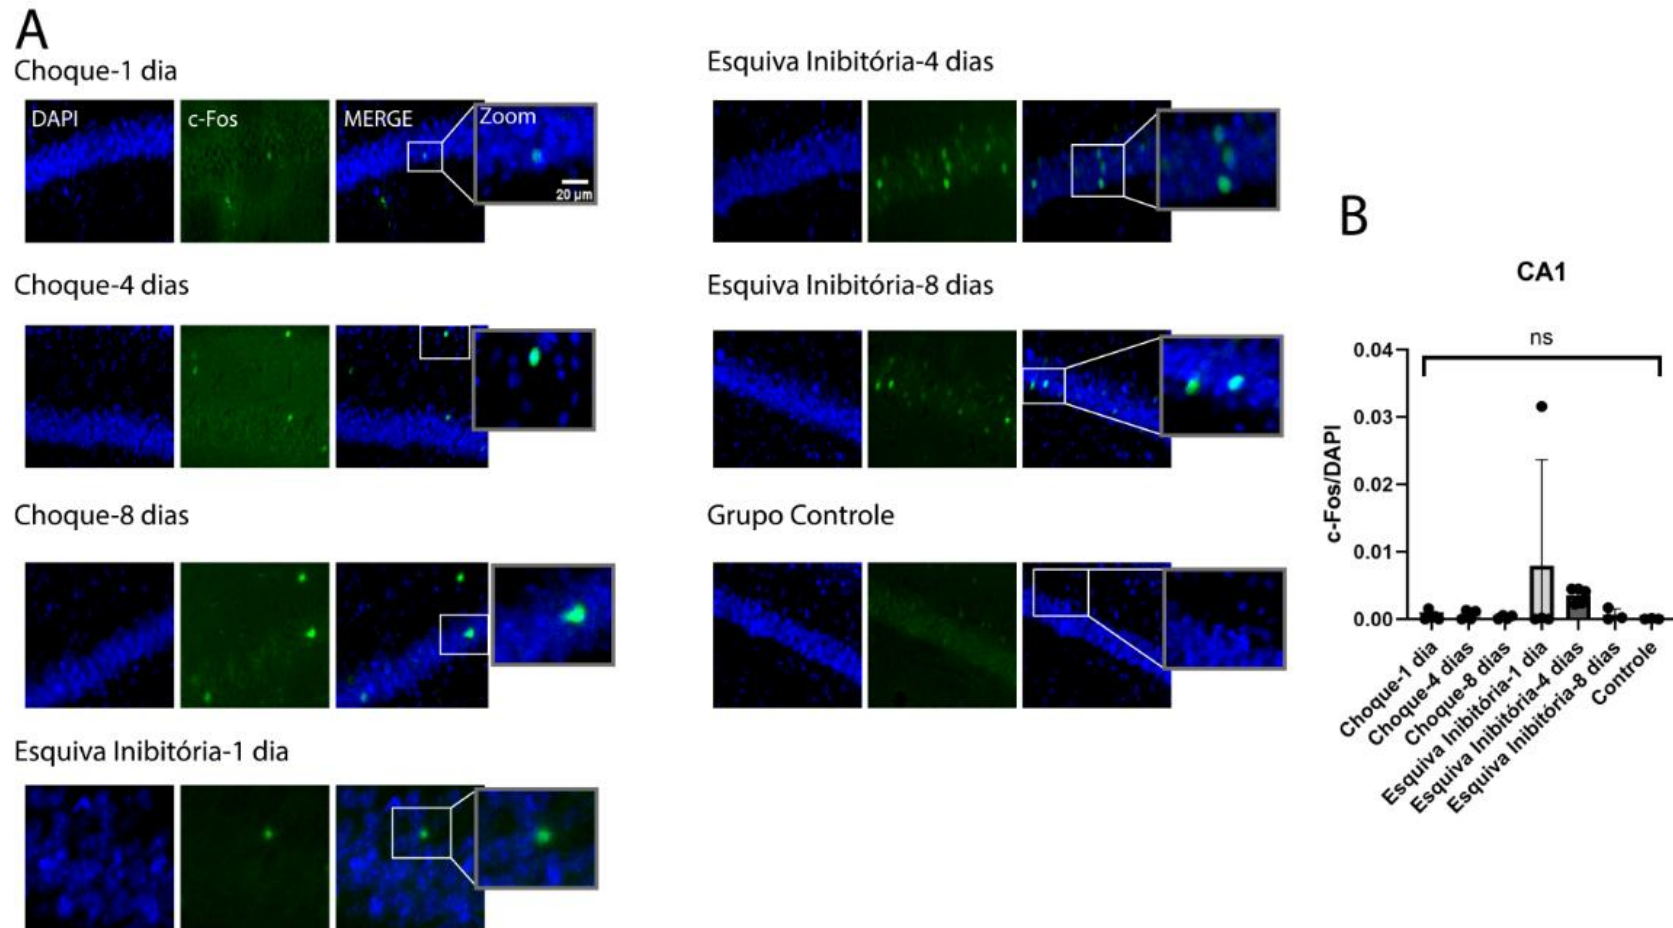 A
Choque-1 dia
DAPI
c-Fos
MERGE
Zoom
20 µm
Choque-4 dias
Choque-8 dias
Esquiva Inibitória-1 dia
Esquiva Inibitória-4 dias
Esquiva Inibitória-8 dias
Grupo Controle
B
CA1
ns
c-Fos/DAPI
0.04
0.03
0.02
0.01
0.00
Choque-1 dia
Choque-4 dias
Choque-8 dias
Esquiva Inibitória-1 dia
Esquiva Inibitória-4 dias
Esquiva Inibitória-8 dias
Controle